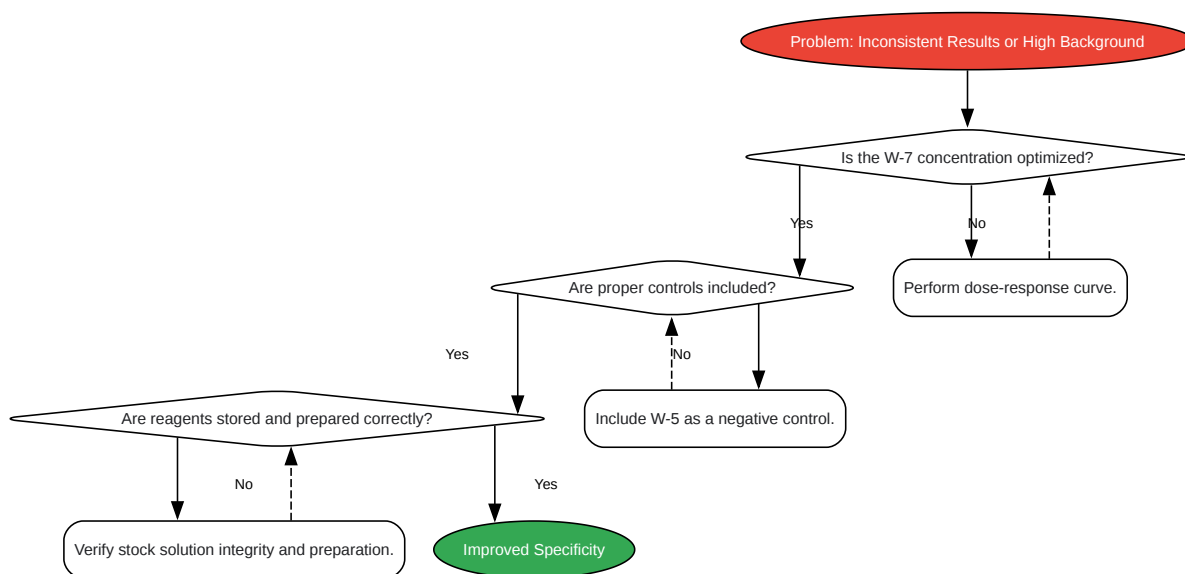 Problem: Inconsistent Results or High Background
Is the W-7 concentration optimized?
Yes
No
Perform dose-response curve.
Are proper controls included?
Yes
No
Include W-5 as a negative control.
Are reagents stored and prepared correctly?
No
Yes
Verify stock solution integrity and preparation.
Improved Specificity